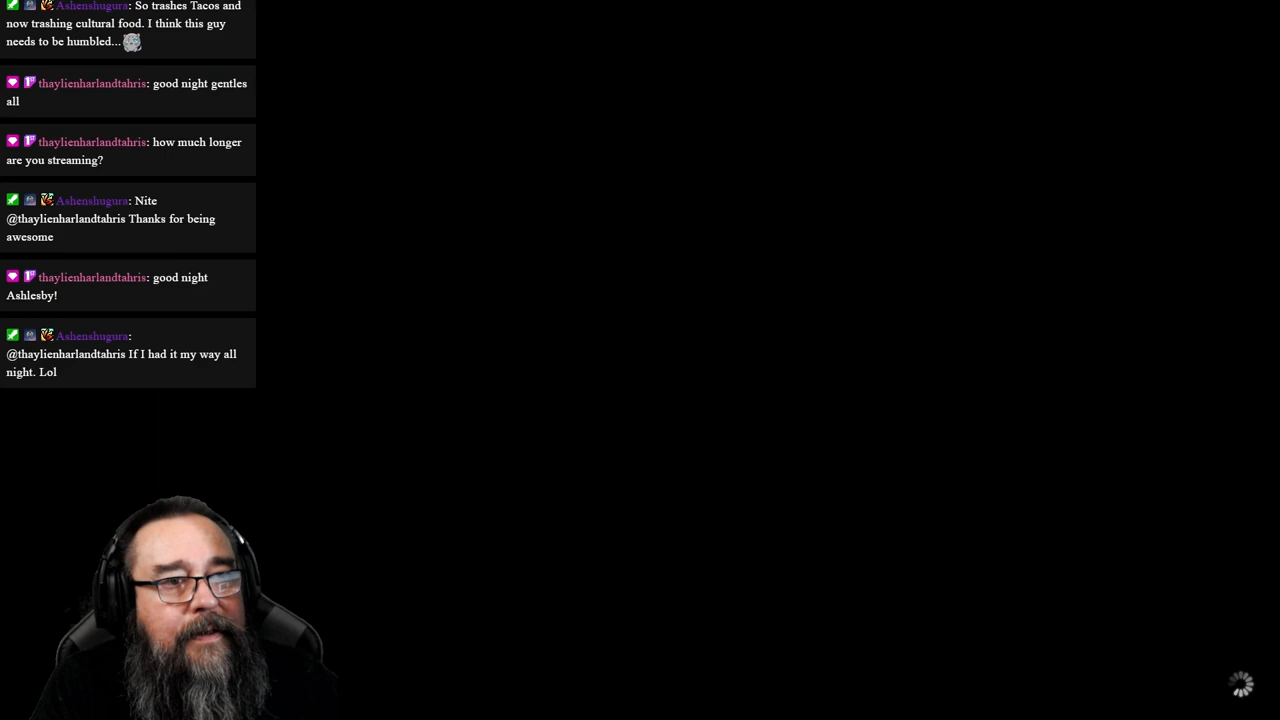 Ashenshugura: So trashes Tacos and
now trashing cultural food. I think this guy
needs to be humbled...
thaylienharlandtahris: good night gentles
all
thaylienharlandtahris: how much longer
are you streaming?
Ashenshugura: Nite
@thaylienharlandtahris Thanks for being
awesome
thaylienharlandtahris: good night
Ashlesby!
Ashenshugura:
@thaylienharlandtahris If I had it my way all
night. Lol